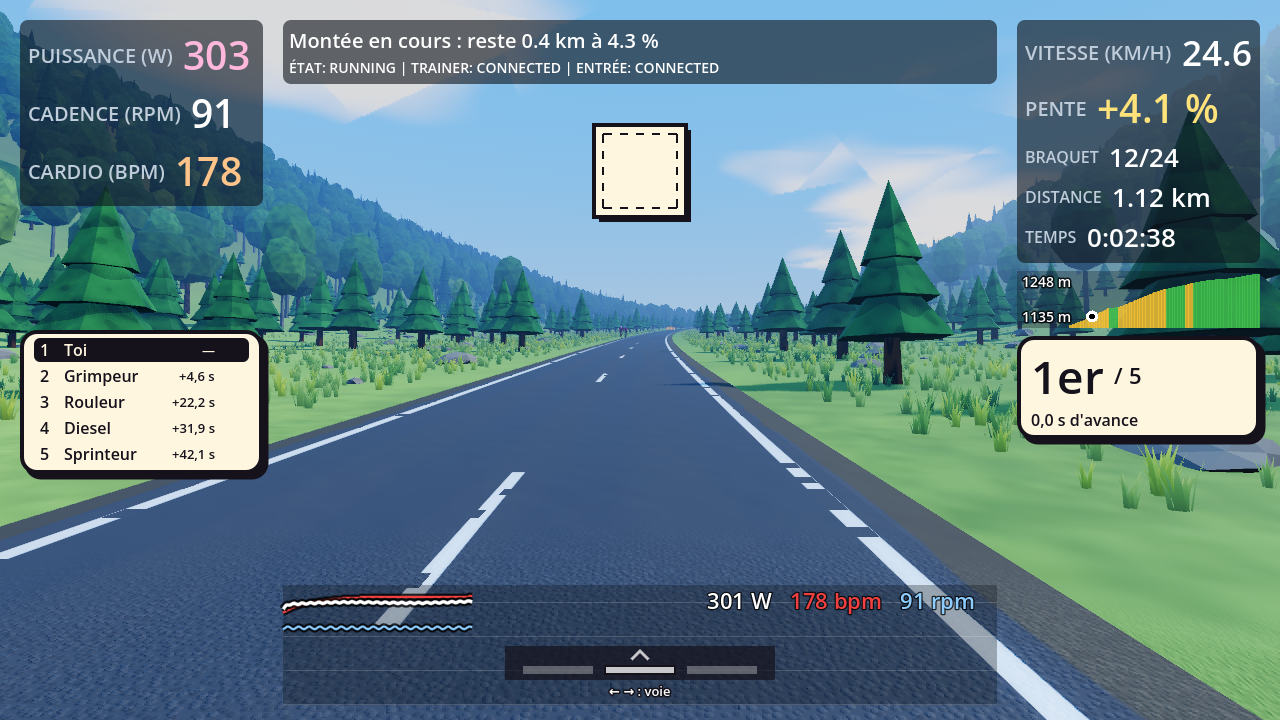 PUISSANCE (W) 303
CADENCE (RPM) 91
CARDIO (BPM) 178
Montée en cours : reste 0.4 km à 4.3 %
ÉTAT: RUNNING | TRAINER: CONNECTED | ENTRÉE: CONNECTED
VITESSE (KM/H) 24.6
PENTE +4.1 %
BRAQUET 12/24
DISTANCE 1.12 km
TEMPS 0:02:38
1248 m
1135 m
1 Toi —
2 Grimpeur +4,6 s
3 Rouleur +22,2 s
4 Diesel +31,9 s
5 Sprinteur +42,1 s
1er / 5
0,0 s d'avance
301 W 178 bpm 91 rpm
← → : voie